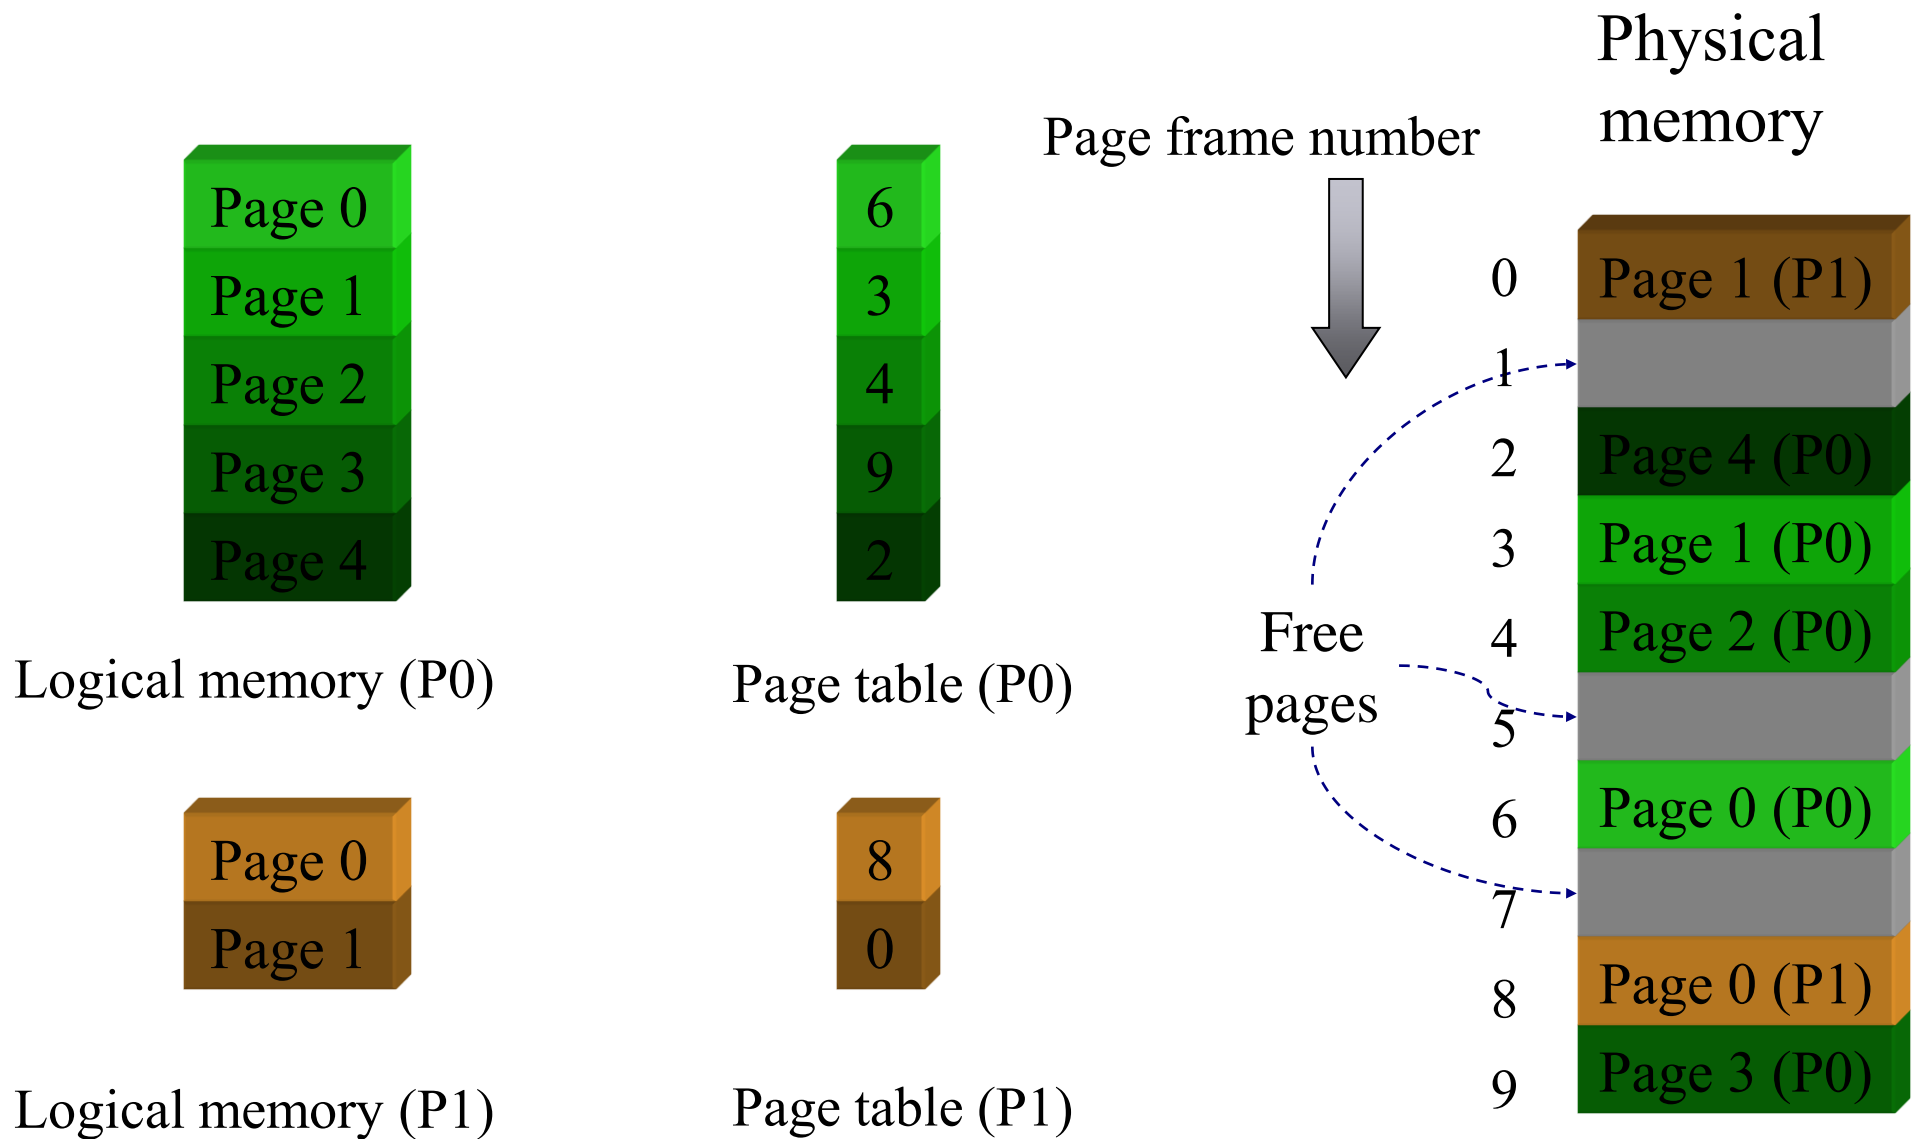 Physical
memory
Page frame number
Page 0
Page 1
Page 2
Page 3
Page 4
Logical memory (P0)
6
3
4
9
2
Page table (P0)
Page 0
Page 1
Logical memory (P1)
8
0
Page table (P1)
Free
pages
0 Page 1 (P1)
1
2 Page 4 (P0)
3 Page 1 (P0)
4 Page 2 (P0)
5
6 Page 0 (P0)
7
8 Page 0 (P1)
9 Page 3 (P0)